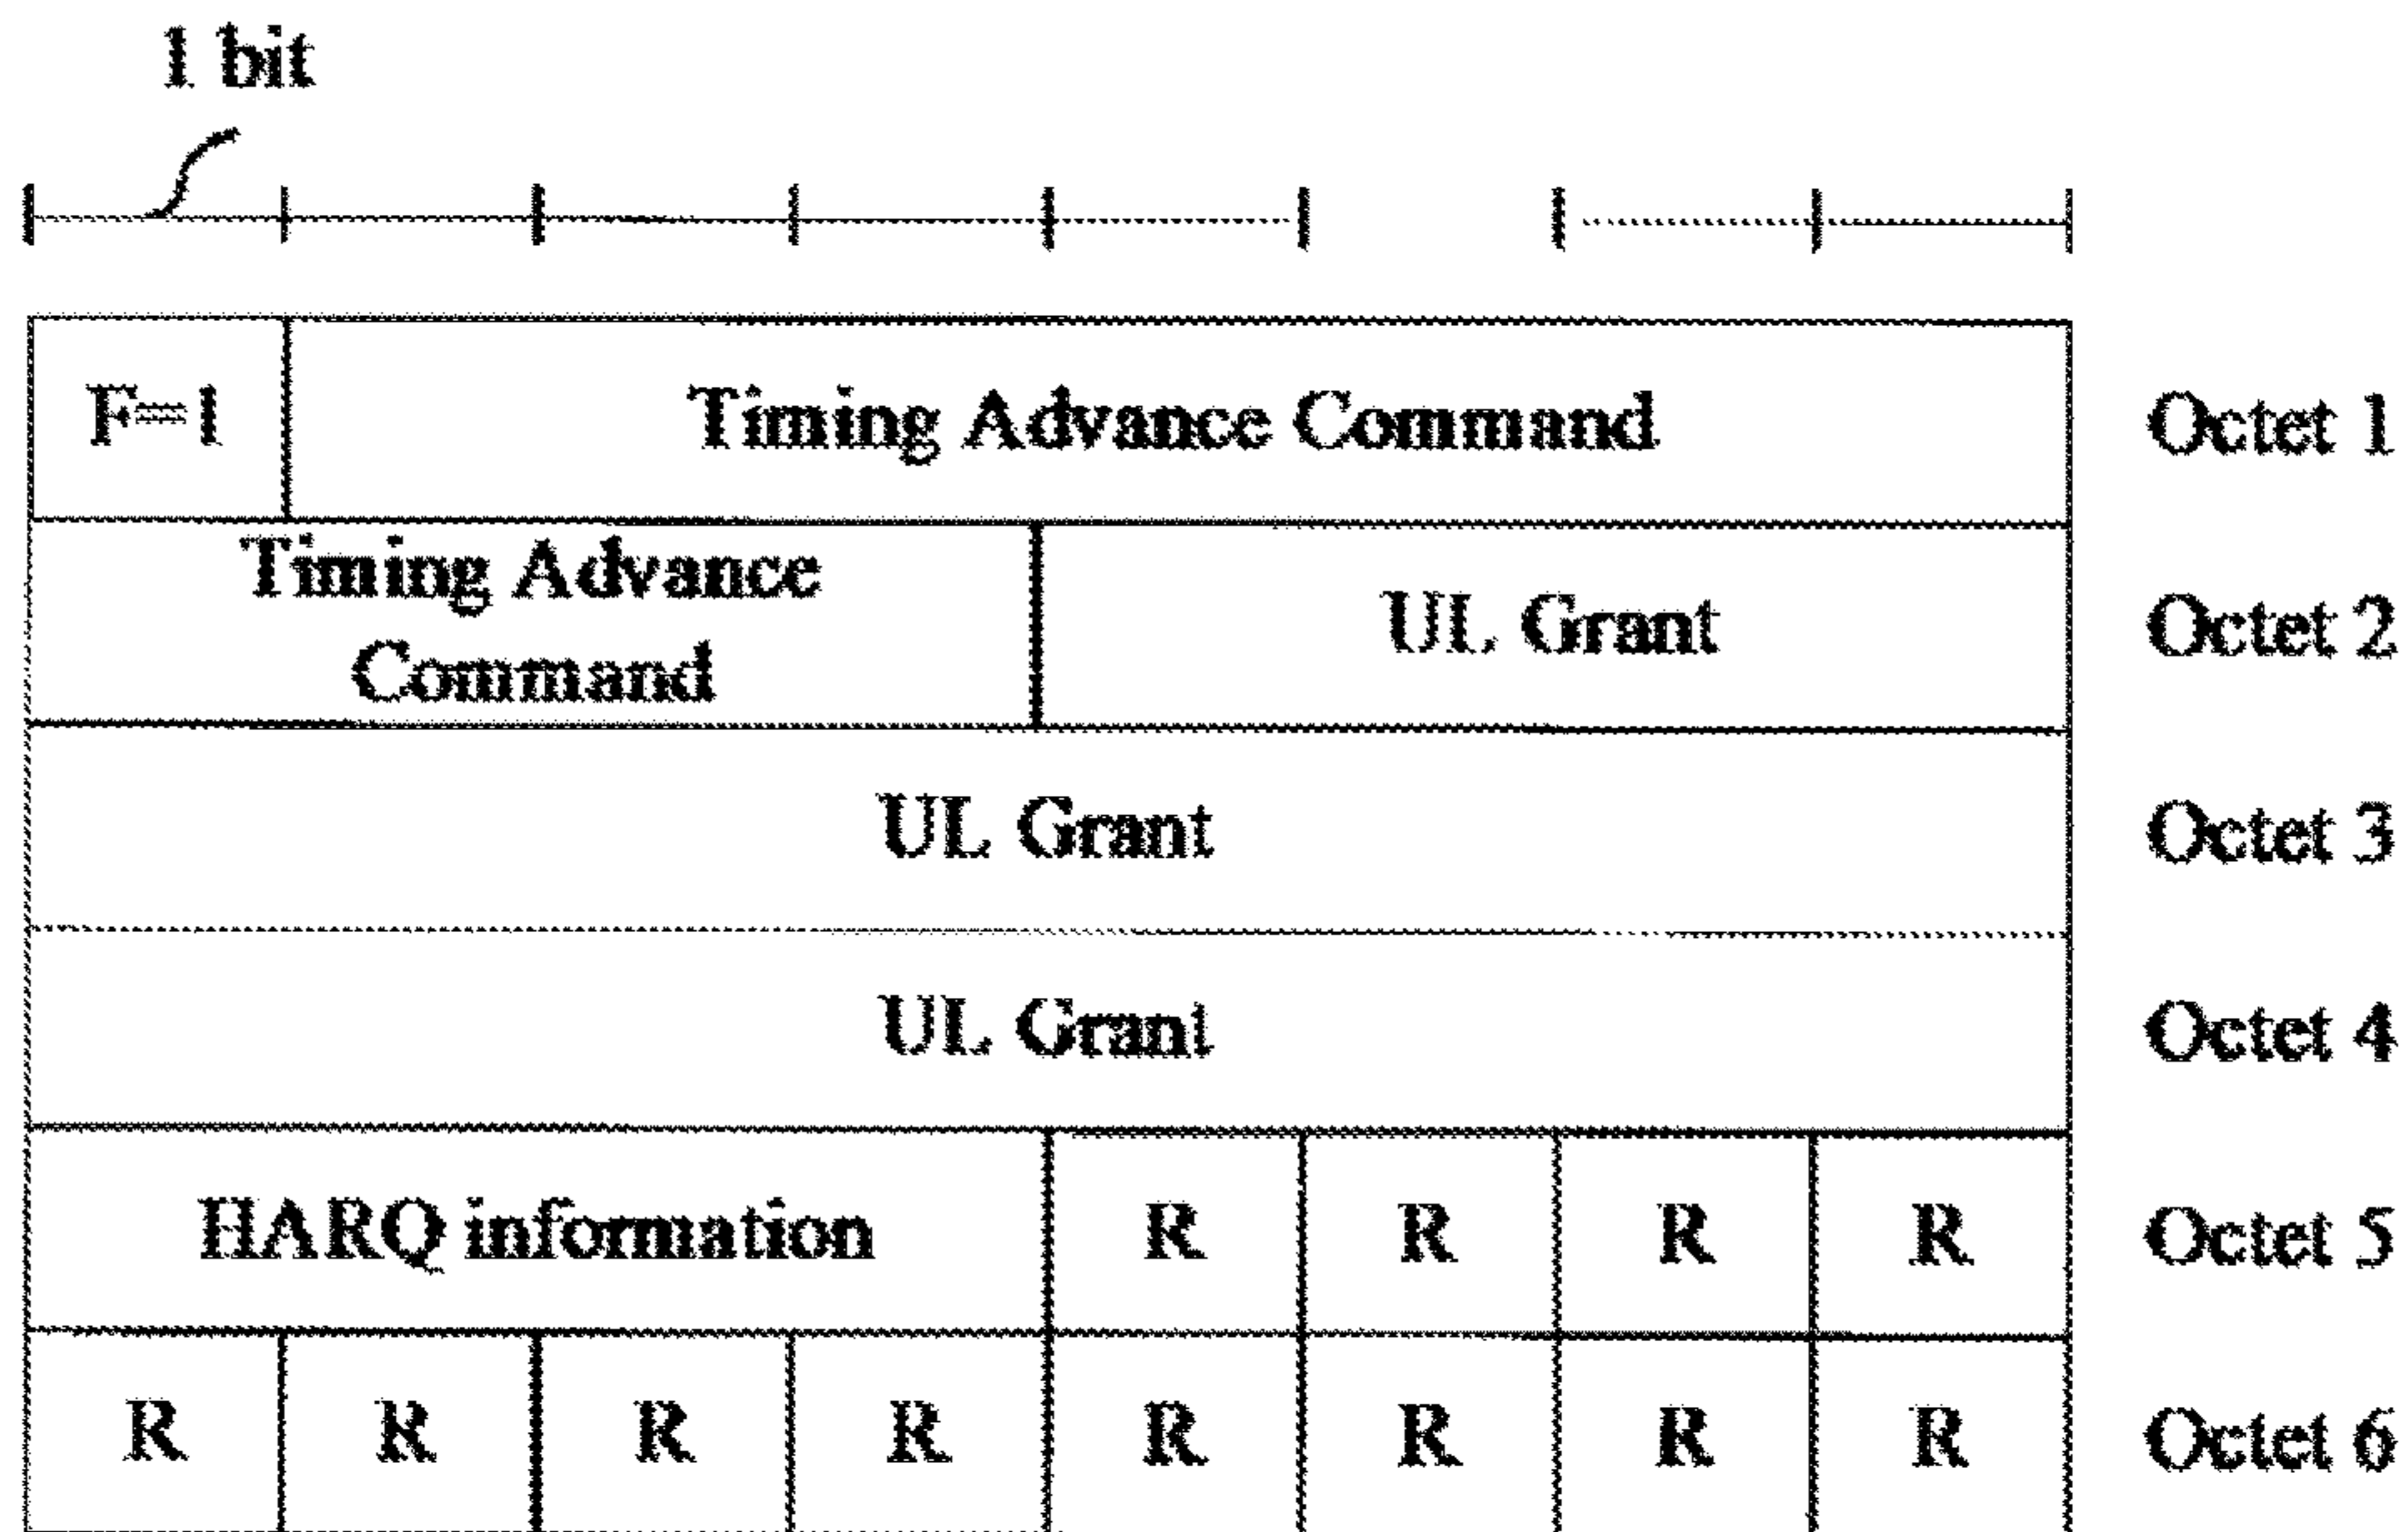 1 bit
F=1 Timing Advance Command Octet 1
Timing Advance
Command
UL Grant Octet 2
UL Grant Octet 3
UL Grant Octet 4
HARQ information R R R R Octet 5
R R R R R R R R Octet 6